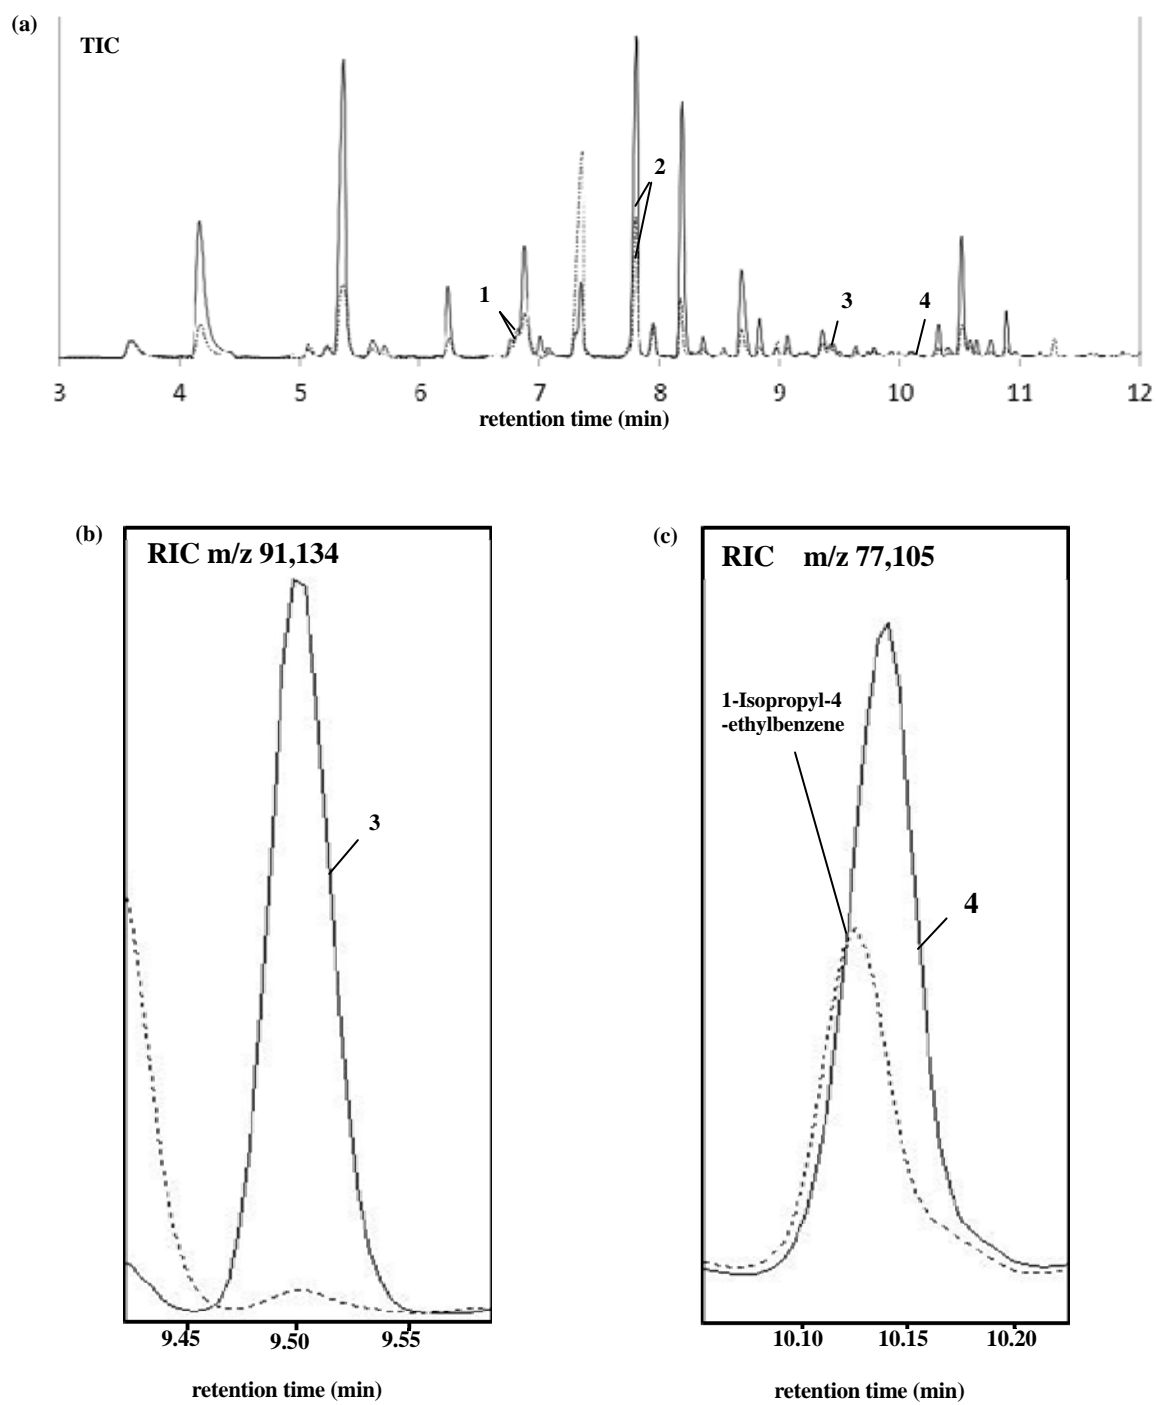 (a)
TIC
1
2
3
4
3 4 5 6 7 8 9 10 11 12
retention time (min)
(b)
RIC m/z 91,134
3
9.45 9.50 9.55
retention time (min)
(c)
RIC m/z 77,105
1-Isopropyl-4
-ethylbenzene
4
10.10 10.15 10.20
retention time (min)